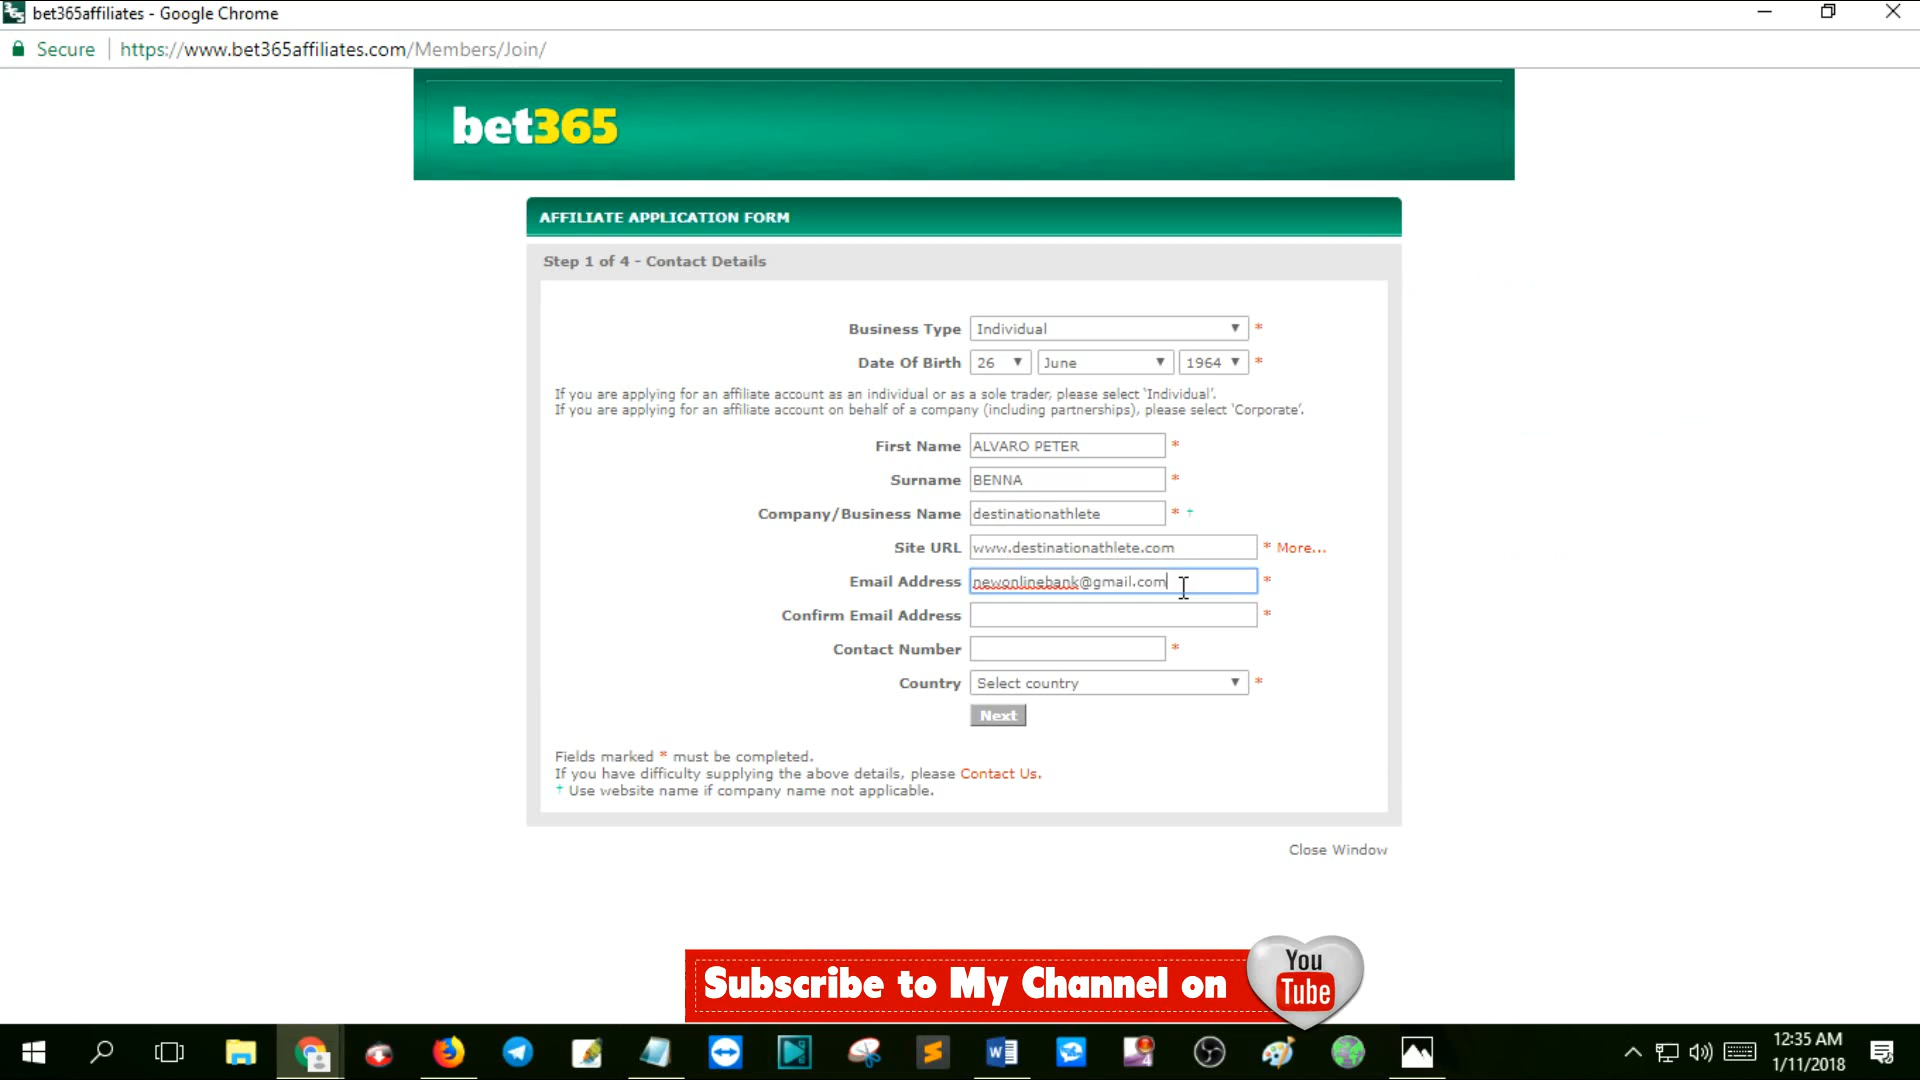 bet365affiliates - Google Chrome
Secure https://www.bet365affiliates.com/Members/Join/
bet365
AFFILIATE APPLICATION FORM
Step 1 of 4 - Contact Details
Business Type Individual *
Date Of Birth 26 June 1964 *
If you are applying for an affiliate account as an individual or as a sole trader, please select 'Individual'.
If you are applying for an affiliate account on behalf of a company (including partnerships), please select 'Corporate'.
First Name ALVARO PETER *
Surname BENNA *
Company/Business Name destinationathlete * †
Site URL www.destinationathlete.com * More...
Email Address newonlinebank@gmail.com *
Confirm Email Address *
Contact Number *
Country Select country *
Next
Fields marked * must be completed.
If you have difficulty supplying the above details, please Contact Us.
† Use website name if company name not applicable.
Close Window
Subscribe to My Channel on You Tube
12:35 AM
1/11/2018